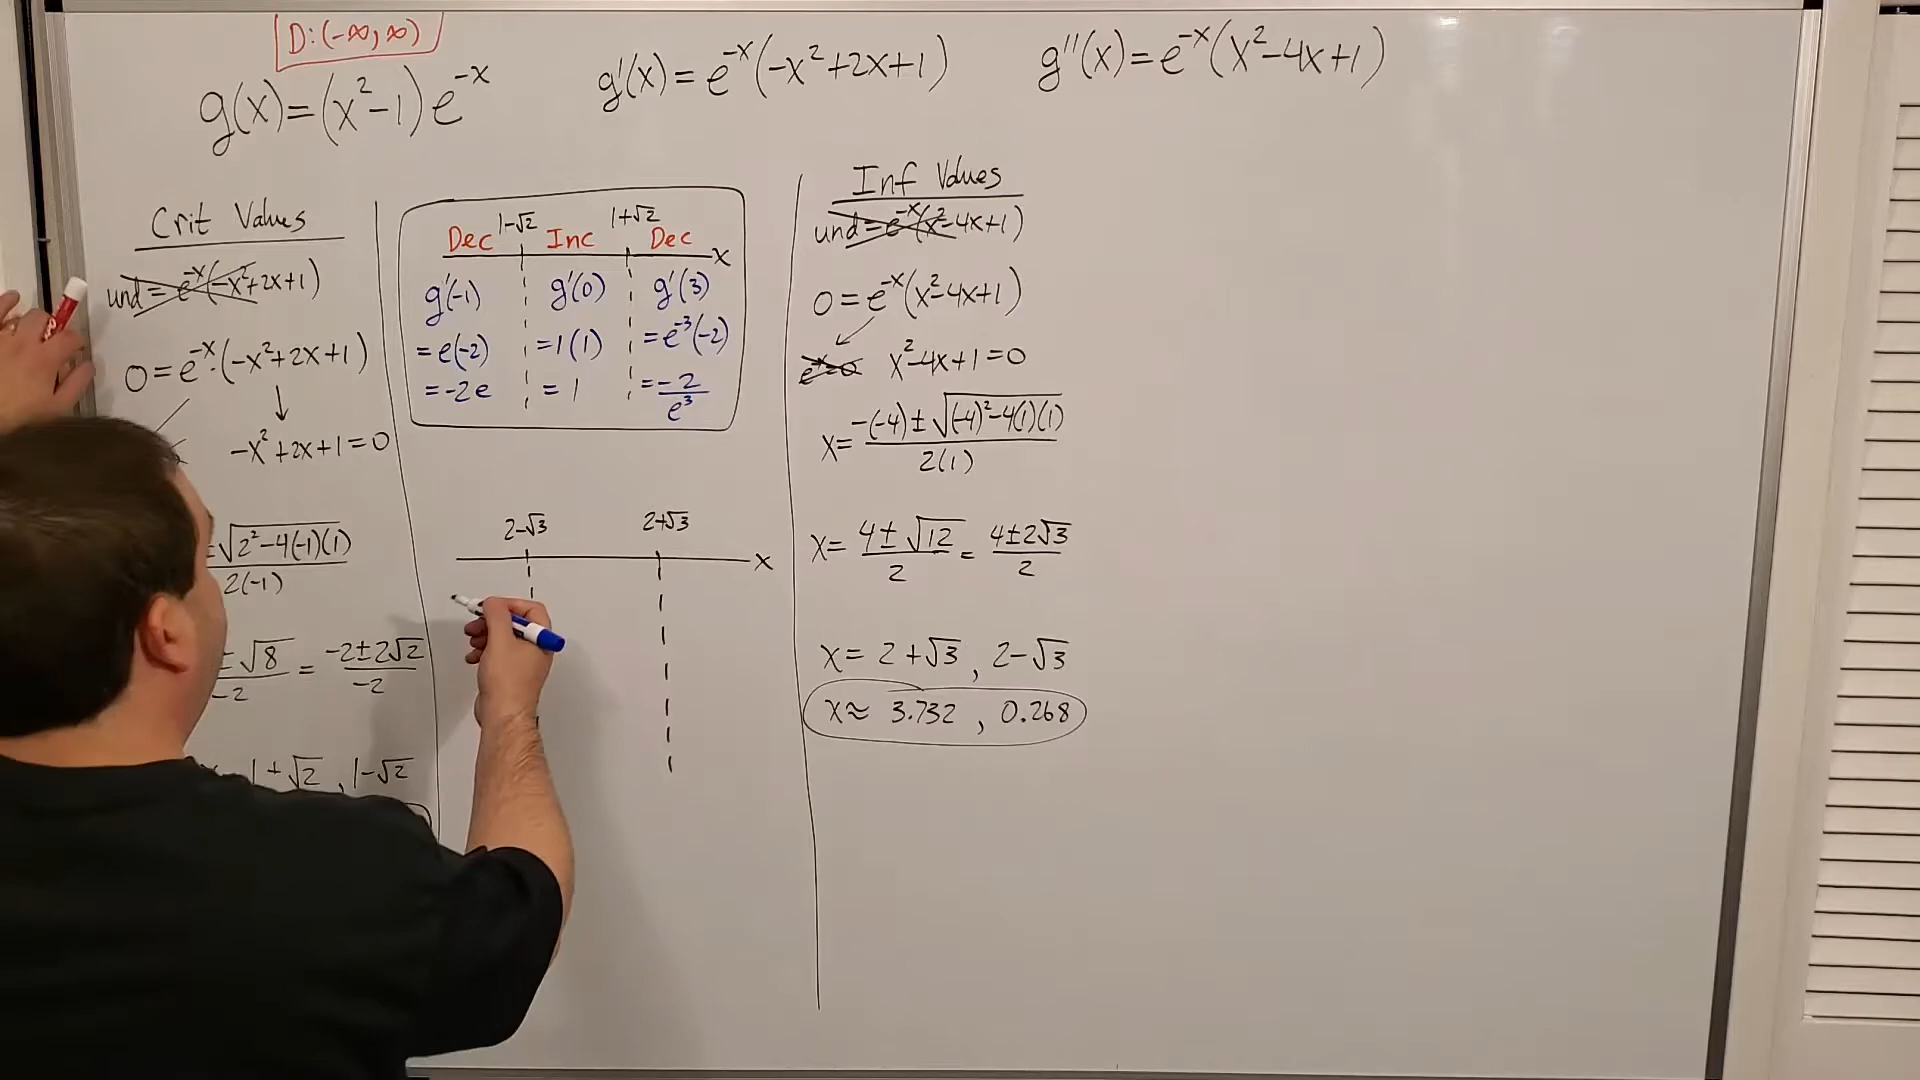 D: (-∞, ∞)
g(x) = (x²-1) e⁻ˣ
g'(x) = e⁻ˣ(-x²+2x+1)
g''(x) = e⁻ˣ(x²-4x+1)
Crit Values
und = e⁻ˣ(-x²+2x+1)
0 = e⁻ˣ·(-x²+2x+1)
-x²+2x+1 = 0
±√(2²-4(-1)(1)) / 2(-1)
±√8 / -2 = (-2±2√2) / -2
1+√2, 1-√2
1-√2 1+√2
Dec Inc Dec x
g'(-1) g'(0) g'(3)
= e(-2) = 1(1) = e⁻³(-2)
= -2e = 1 = -2/e³
2-√3 2+√3
x
Inf Values
und = e⁻ˣ(x²-4x+1)
0 = e⁻ˣ(x²-4x+1)
e⁻ˣ=0 x²-4x+1=0
x = (-(-4) ± √((-4)²-4(1)(1))) / 2(1)
x = (4±√12) / 2 = (4±2√3) / 2
x = 2+√3, 2-√3
x ≈ 3.732, 0.268